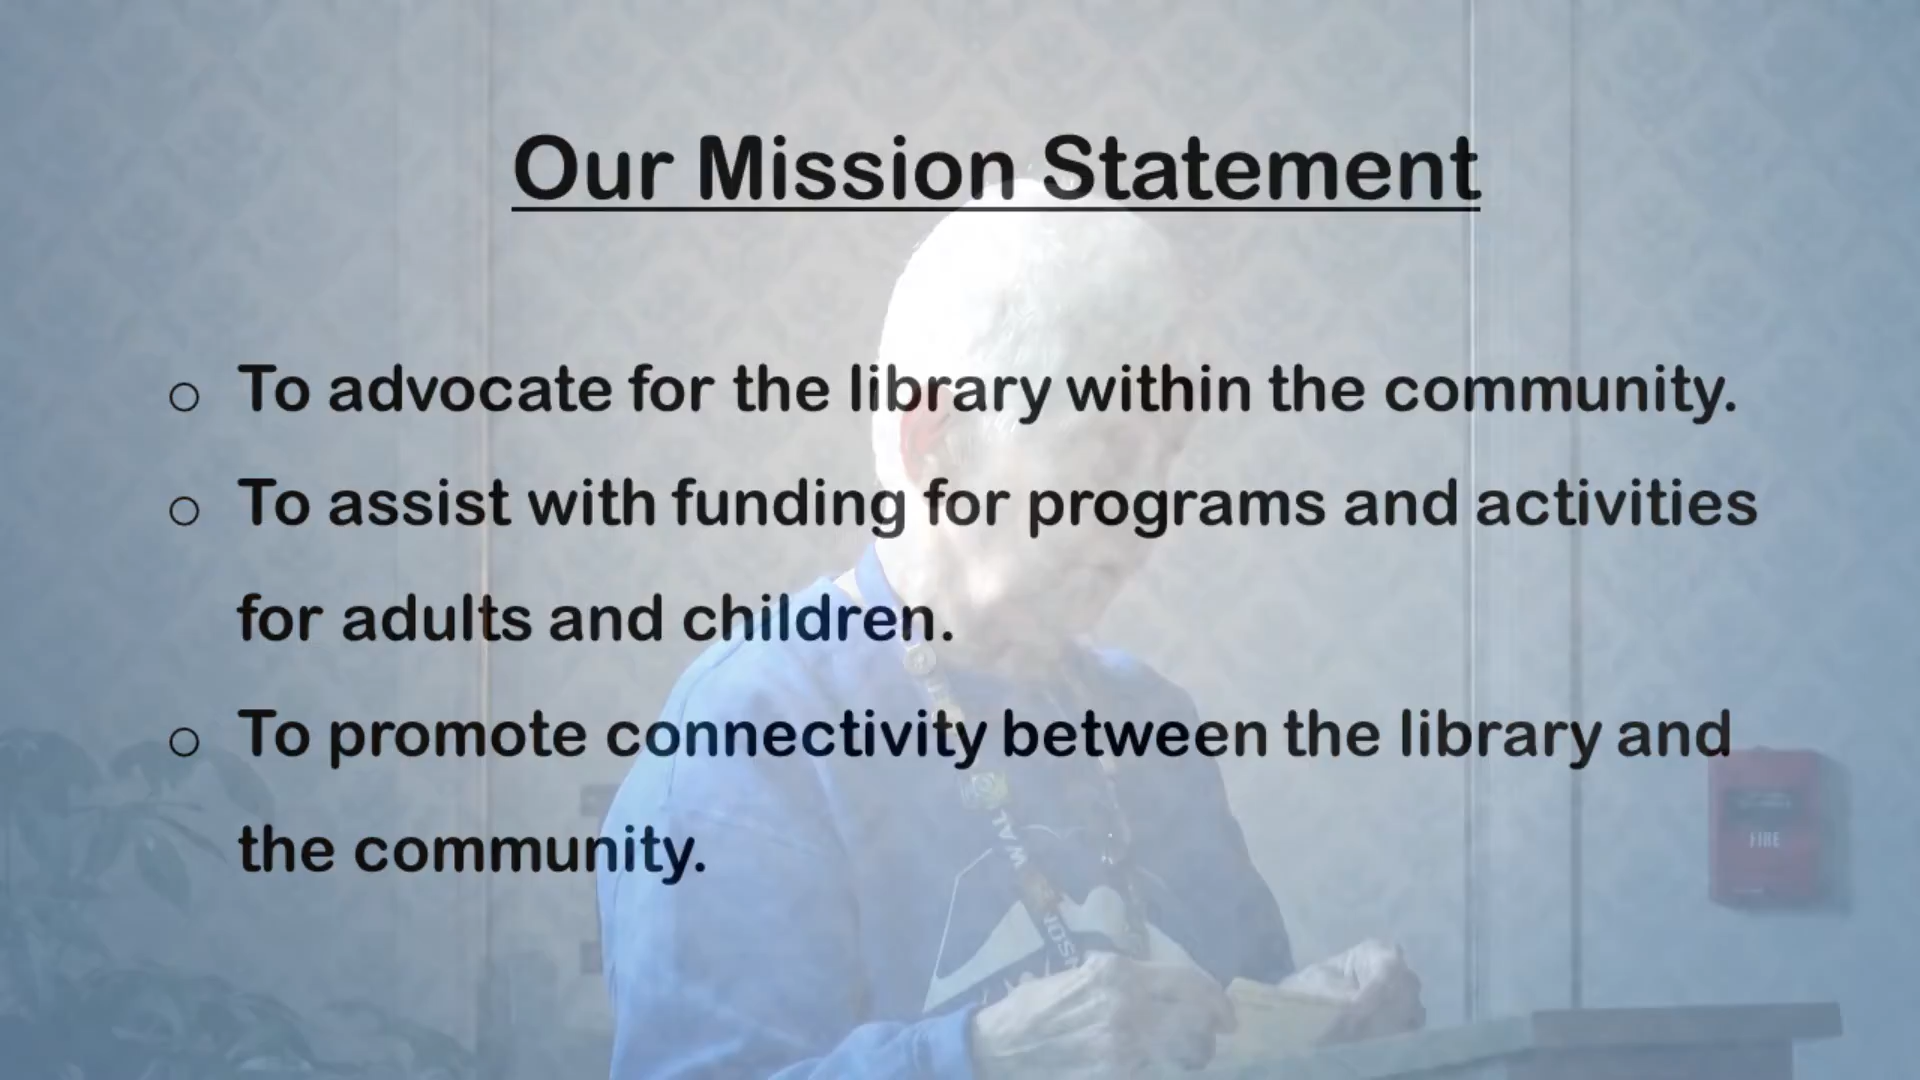 Our Mission Statement
o To advocate for the library within the community.
o To assist with funding for programs and activities
for adults and children.
o To promote connectivity between the library and
the community.
FIRE